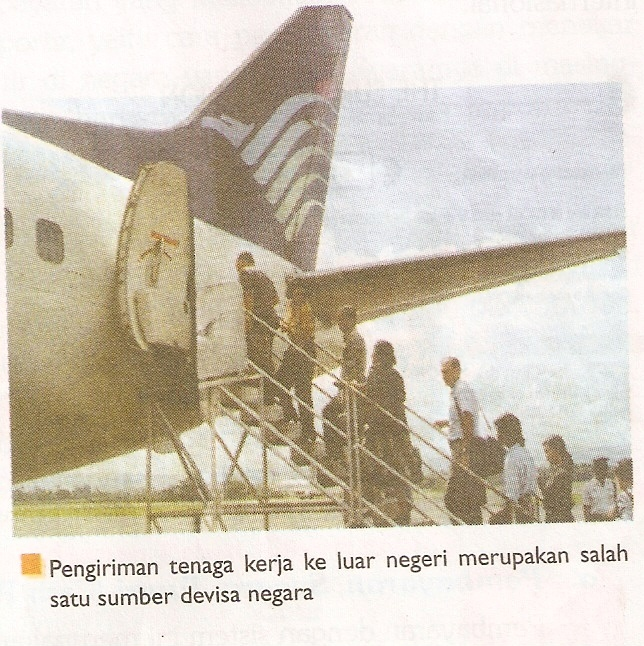 Pengiriman tenaga kerja ke luar negeri merupakan salah
satu sumber devisa negara